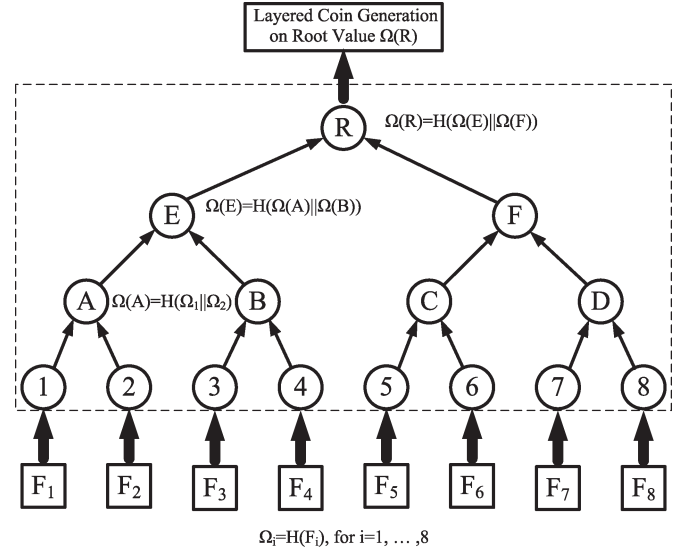 Layered Coin Generation
on Root Value Ω(R)
R
Ω(R)=H(Ω(E)||Ω(F))
E
Ω(E)=H(Ω(A)||Ω(B))
F
A
Ω(A)=H(Ω₁||Ω₂)
B
C
D
1
2
3
4
5
6
7
8
F₁
F₂
F₃
F₄
F₅
F₆
F₇
F₈
Ωᵢ=H(Fᵢ), for i=1, … ,8